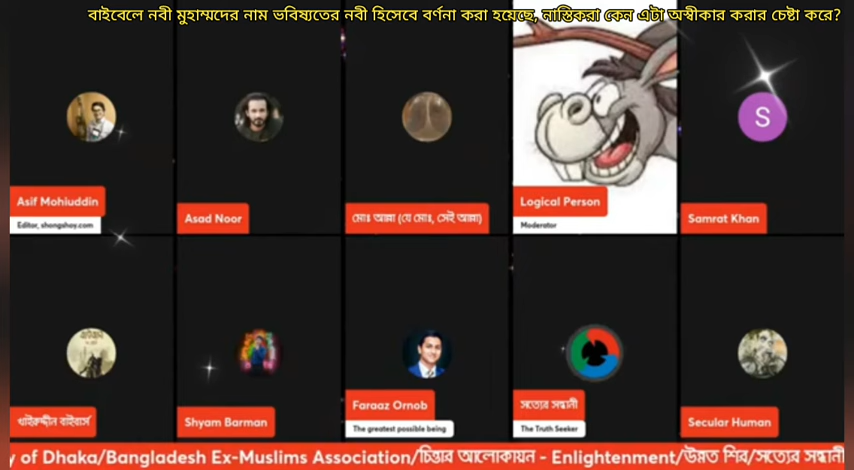 বাইবেলে নবী মুহাম্মদের নাম ভবিষ্যতের নবী হিসেবে বর্ণনা করা হয়েছে, নাস্তিকরা কেন এটা অস্বীকার করার চেষ্টা করে?
Asif Mohiuddin
Editor, shongshoy.com
Asad Noor
মোঃ আল্লা (যে মোঃ, সেই আল্লা)
Logical Person
Moderator
S
Samrat Khan
খাইরুদ্দীন বাইবার্স
Shyam Barman
Faraaz Ornob
The greatest possible being
সত্যের সন্ধানী
The Truth Seeker
Secular Human
y of Dhaka/Bangladesh Ex-Muslims Association/চিন্তার আলোকায়ন - Enlightenment/উন্নত শির/সত্যের সন্ধানী